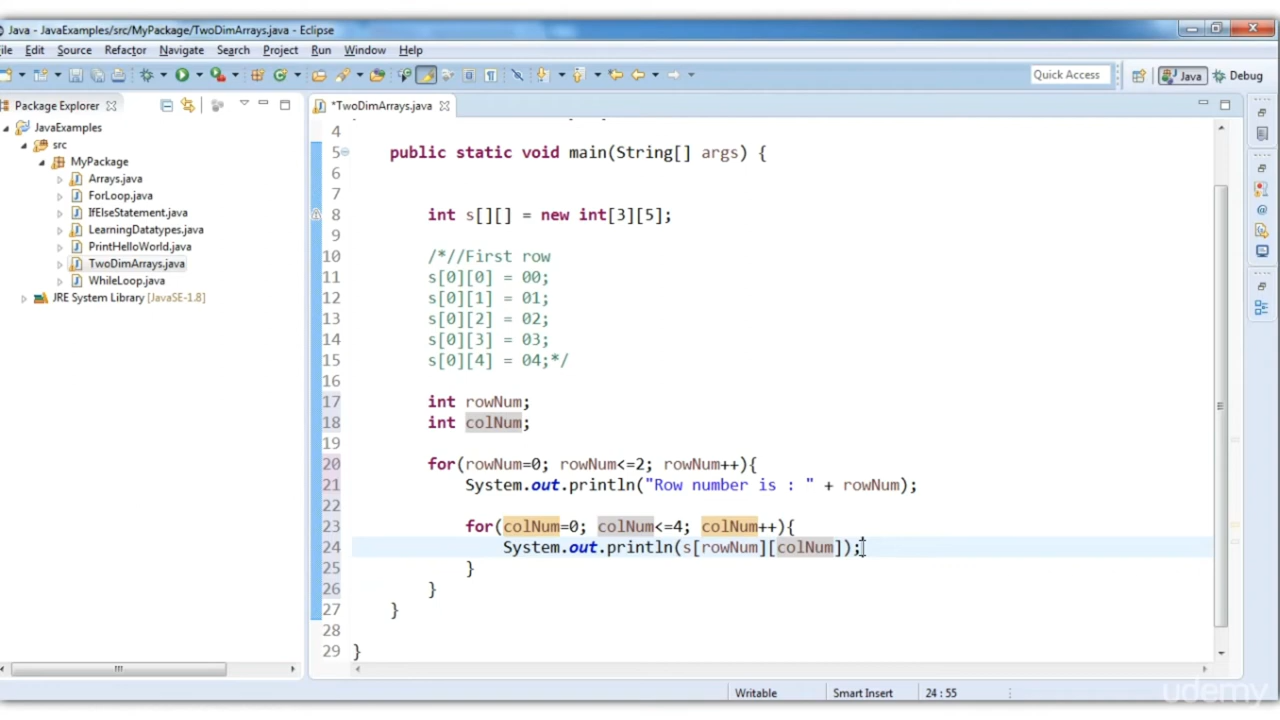 Java - JavaExamples/src/MyPackage/TwoDimArrays.java - Eclipse
ile Edit Source Refactor Navigate Search Project Run Window Help
Quick Access Java Debug
Package Explorer
JavaExamples
src
MyPackage
Arrays.java
ForLoop.java
IfElseStatement.java
LearningDatatypes.java
PrintHelloWorld.java
TwoDimArrays.java
WhileLoop.java
JRE System Library [JavaSE-1.8]
*TwoDimArrays.java
4
5 public static void main(String[] args) {
6
7
8 int s[][] = new int[3][5];
9
10 /*//First row
11 s[0][0] = 00;
12 s[0][1] = 01;
13 s[0][2] = 02;
14 s[0][3] = 03;
15 s[0][4] = 04;*/
16
17 int rowNum;
18 int colNum;
19
20 for(rowNum=0; rowNum<=2; rowNum++){
21 System.out.println("Row number is : " + rowNum);
22
23 for(colNum=0; colNum<=4; colNum++){
24 System.out.println(s[rowNum][colNum]);
25 }
26 }
27 }
28
29 }
Writable Smart Insert 24 : 55
udemy